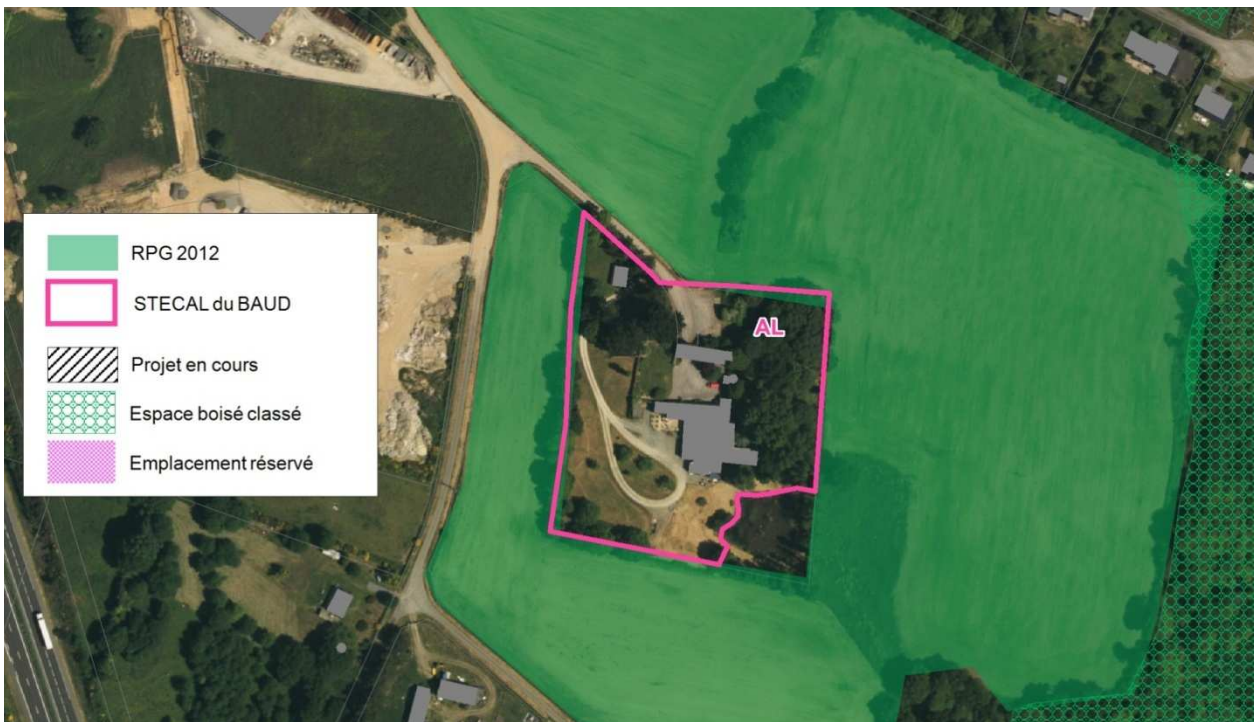 RPG 2012
STECAL du BAUD
Projet en cours
Espace boisé classé
Emplacement réservé
AL